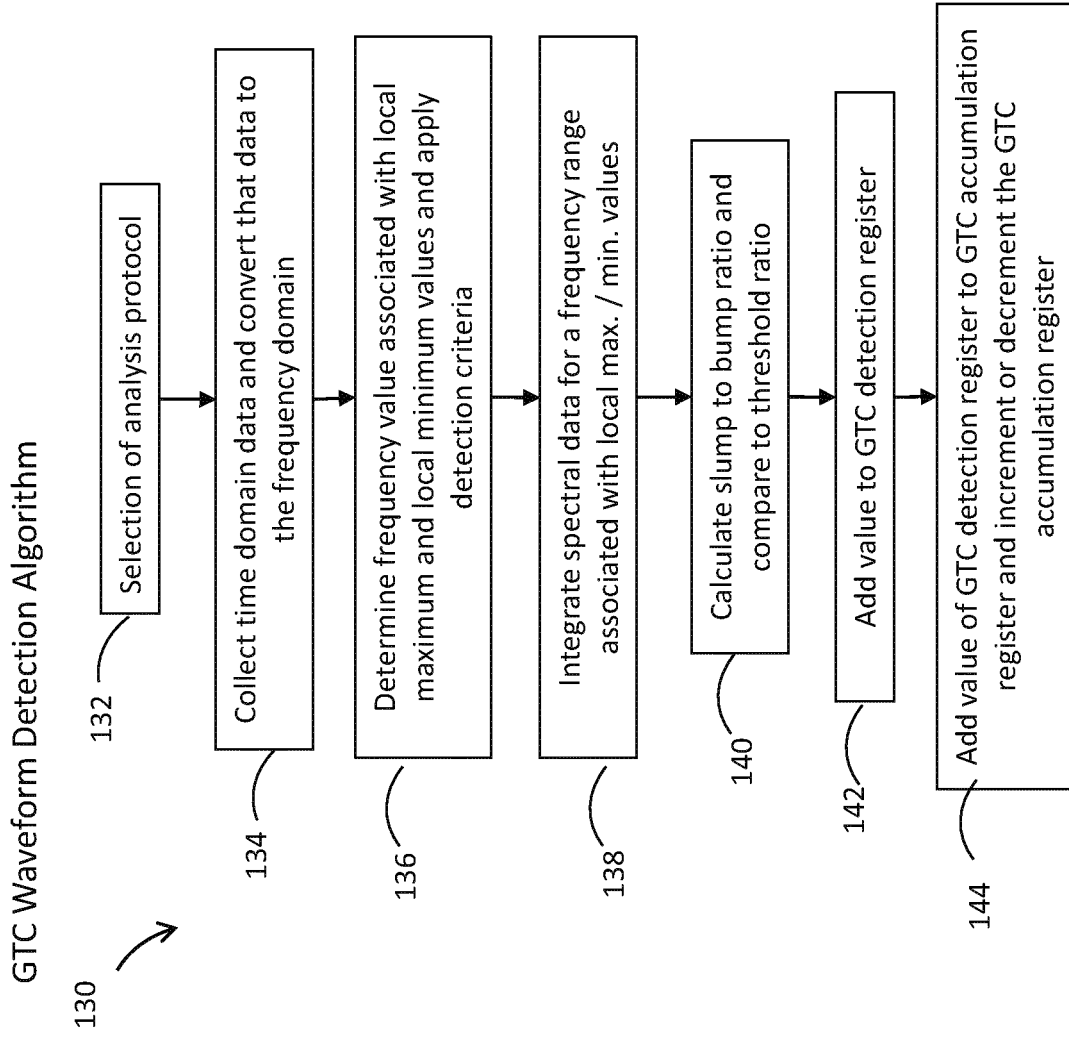 GTC Waveform Detection Algorithm
130
132
Selection of analysis protocol
134
Collect time domain data and convert that data to
the frequency domain
136
Determine frequency value associated with local
maximum and local minimum values and apply
detection criteria
138
Integrate spectral data for a frequency range
associated with local max. / min. values
140
Calculate slump to bump ratio and
compare to threshold ratio
142
Add value to GTC detection register
144
Add value of GTC detection register to GTC accumulation
register and increment or decrement the GTC
accumulation register